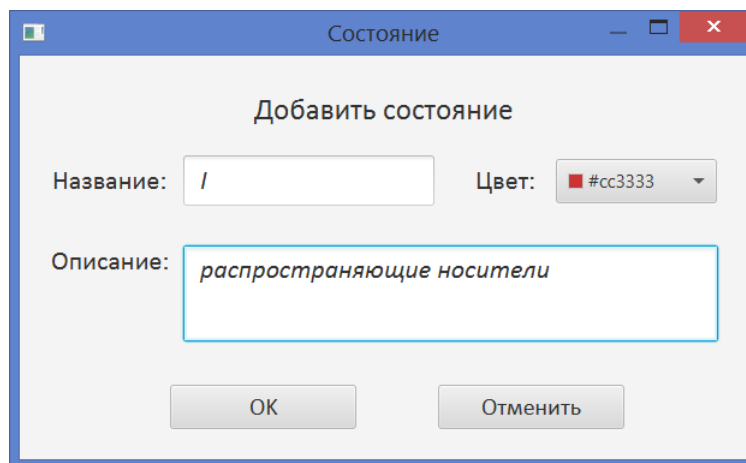 Состояние
Добавить состояние
Название: I Цвет: #cc3333
Описание: распространяющие носители
OK Отменить